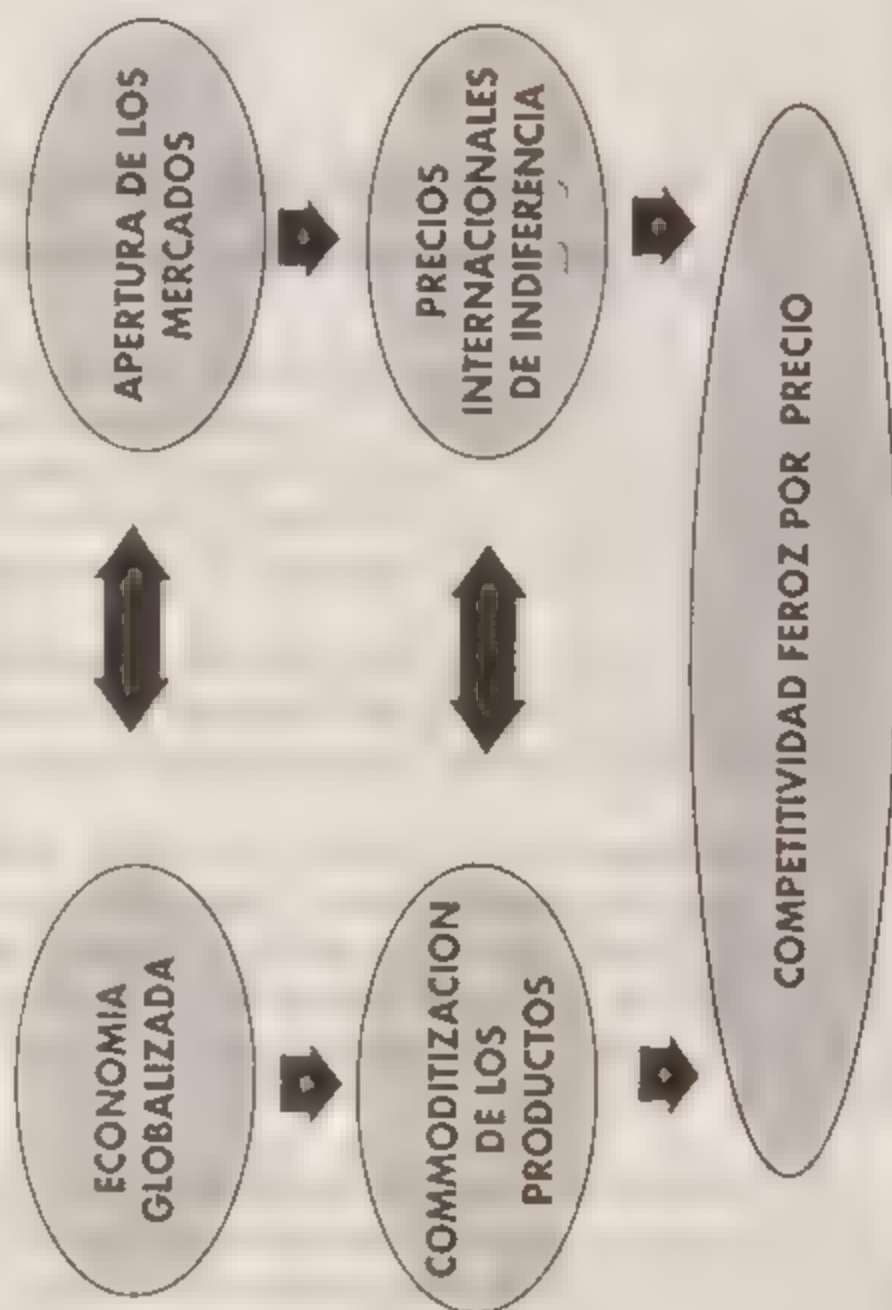 ECONOMIA
GLOBALIZADA
APERTURA DE LOS
MERCADOS
COMMODITIZACION
DE LOS
PRODUCTOS
PRECIOS
INTERNACIONALES
DE INDIFERENCIA
COMPETITIVIDAD FEROZ POR PRECIO